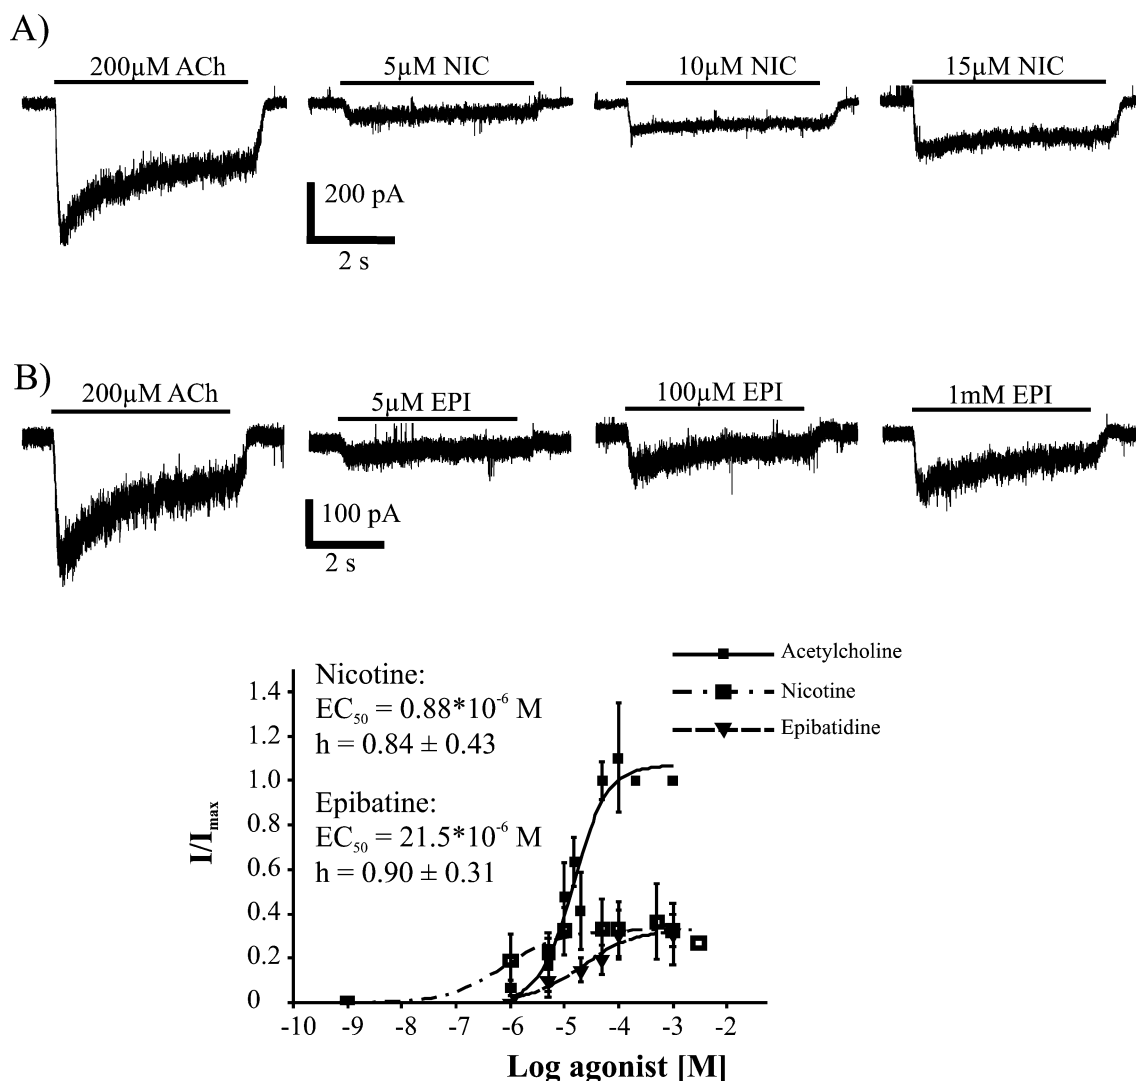 A)
200µM ACh
5µM NIC
10µM NIC
15µM NIC
200 pA
2 s
B)
200µM ACh
5µM EPI
100µM EPI
1mM EPI
100 pA
2 s
Acetylcholine
Nicotine
Epibatidine
Nicotine:
EC₅₀ = 0.88*10⁻⁶ M
h = 0.84 ± 0.43
Epibatine:
EC₅₀ = 21.5*10⁻⁶ M
h = 0.90 ± 0.31
I/Imax
1.4
1.2
1.0
0.8
0.6
0.4
0.2
0
-10 -9 -8 -7 -6 -5 -4 -3 -2
Log agonist [M]